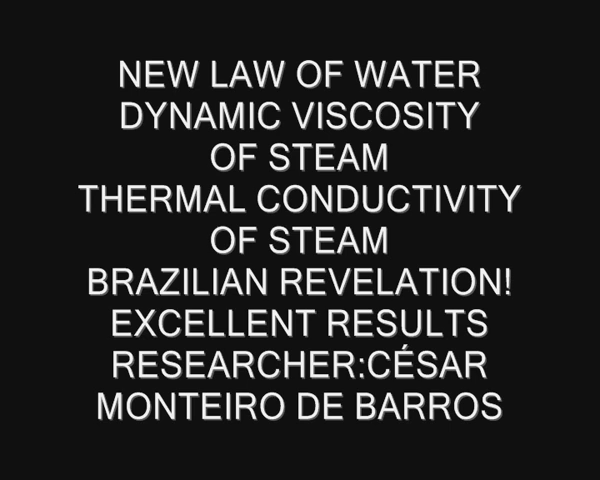 NEW LAW OF WATER
DYNAMIC VISCOSITY
OF STEAM
THERMAL CONDUCTIVITY
OF STEAM
BRAZILIAN REVELATION!
EXCELLENT RESULTS
RESEARCHER:CÉSAR
MONTEIRO DE BARROS